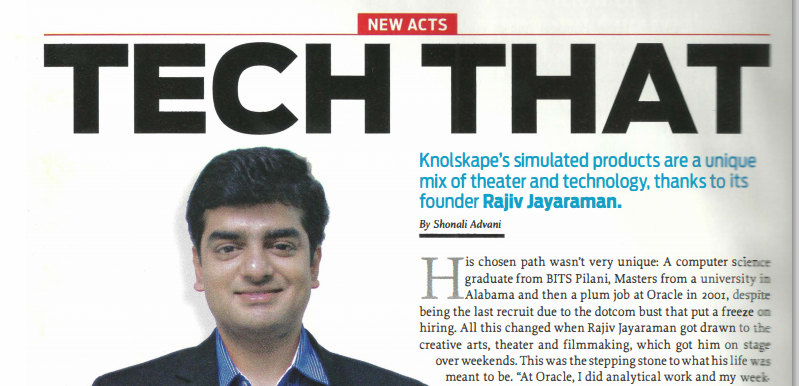 NEW ACTS
TECH THAT
Knolskape's simulated products are a unique
mix of theater and technology, thanks to its
founder Rajiv Jayaraman.
By Shonali Advani
His chosen path wasn't very unique: A computer science
graduate from BITS Pilani, Masters from a university in
Alabama and then a plum job at Oracle in 2001, despite
being the last recruit due to the dotcom bust that put a freeze on
hiring. All this changed when Rajiv Jayaraman got drawn to the
creative arts, theater and filmmaking, which got him on stage
over weekends. This was the stepping stone to what his life was
meant to be. “At Oracle, I did analytical work and my week-